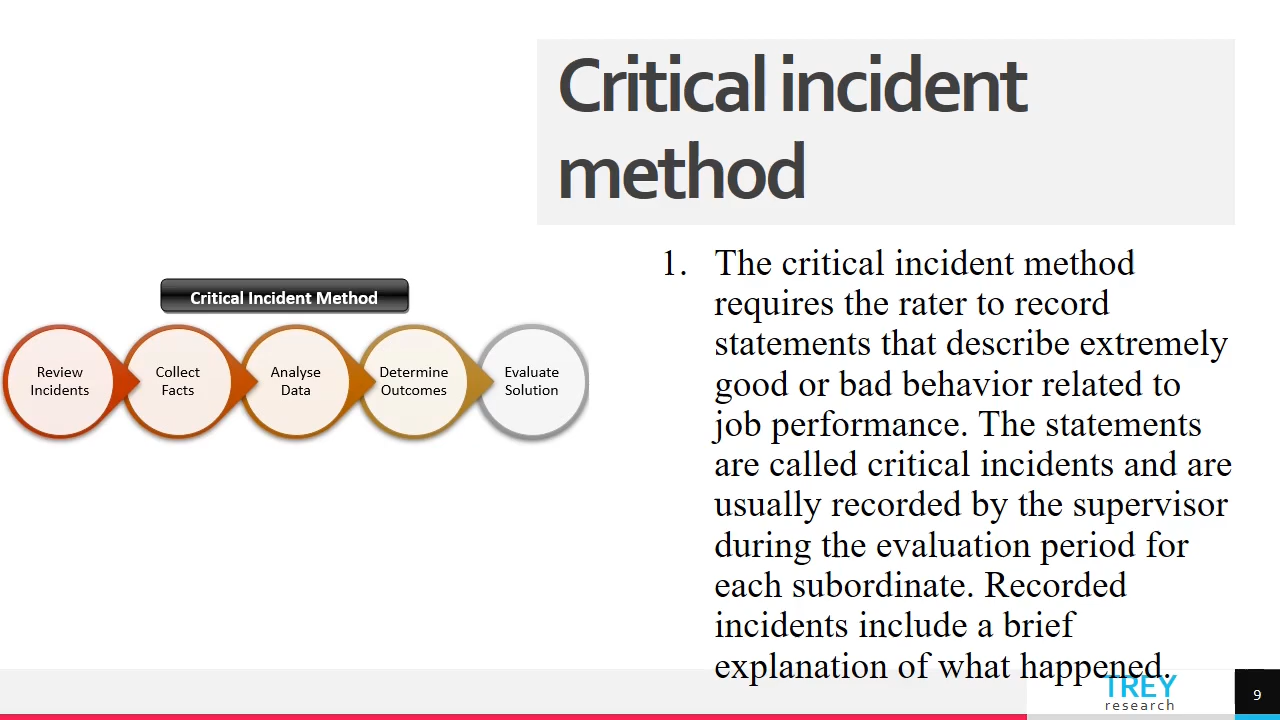 Critical incident
method
Critical Incident Method
Review
Incidents
Collect
Facts
Analyse
Data
Determine
Outcomes
Evaluate
Solution
1. The critical incident method
requires the rater to record
statements that describe extremely
good or bad behavior related to
job performance. The statements
are called critical incidents and are
usually recorded by the supervisor
during the evaluation period for
each subordinate. Recorded
incidents include a brief
explanation of what happened.
TREY
research
9